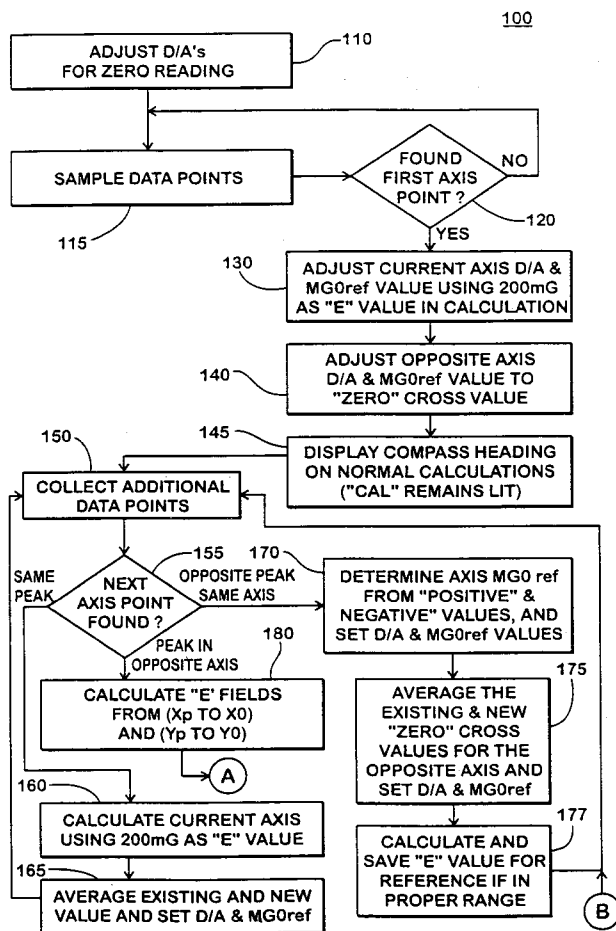 100
ADJUST D/A's
FOR ZERO READING
110
SAMPLE DATA POINTS
115
FOUND
FIRST AXIS
POINT ?
NO
120
YES
130
ADJUST CURRENT AXIS D/A &
MG0ref VALUE USING 200mG
AS "E" VALUE IN CALCULATION
140
ADJUST OPPOSITE AXIS
D/A & MG0ref VALUE TO
"ZERO" CROSS VALUE
145
DISPLAY COMPASS HEADING
ON NORMAL CALCULATIONS
("CAL" REMAINS LIT)
150
COLLECT ADDITIONAL
DATA POINTS
155
NEXT
AXIS POINT
FOUND ?
SAME
PEAK
OPPOSITE PEAK
SAME AXIS
PEAK IN
OPPOSITE AXIS
170
DETERMINE AXIS MG0 ref
FROM "POSITIVE" &
NEGATIVE" VALUES, AND
SET D/A & MG0ref VALUES
180
CALCULATE "E' FIELDS
FROM (Xp TO X0)
AND (Yp TO Y0)
A
175
AVERAGE THE
EXISTING & NEW
"ZERO" CROSS
VALUES FOR THE
OPPOSITE AXIS AND
SET D/A & MG0ref
160
CALCULATE CURRENT AXIS
USING 200mG AS "E" VALUE
165
AVERAGE EXISTING AND NEW
VALUE AND SET D/A & MG0ref
177
CALCULATE AND
SAVE "E" VALUE FOR
REFERENCE IF IN
PROPER RANGE
B